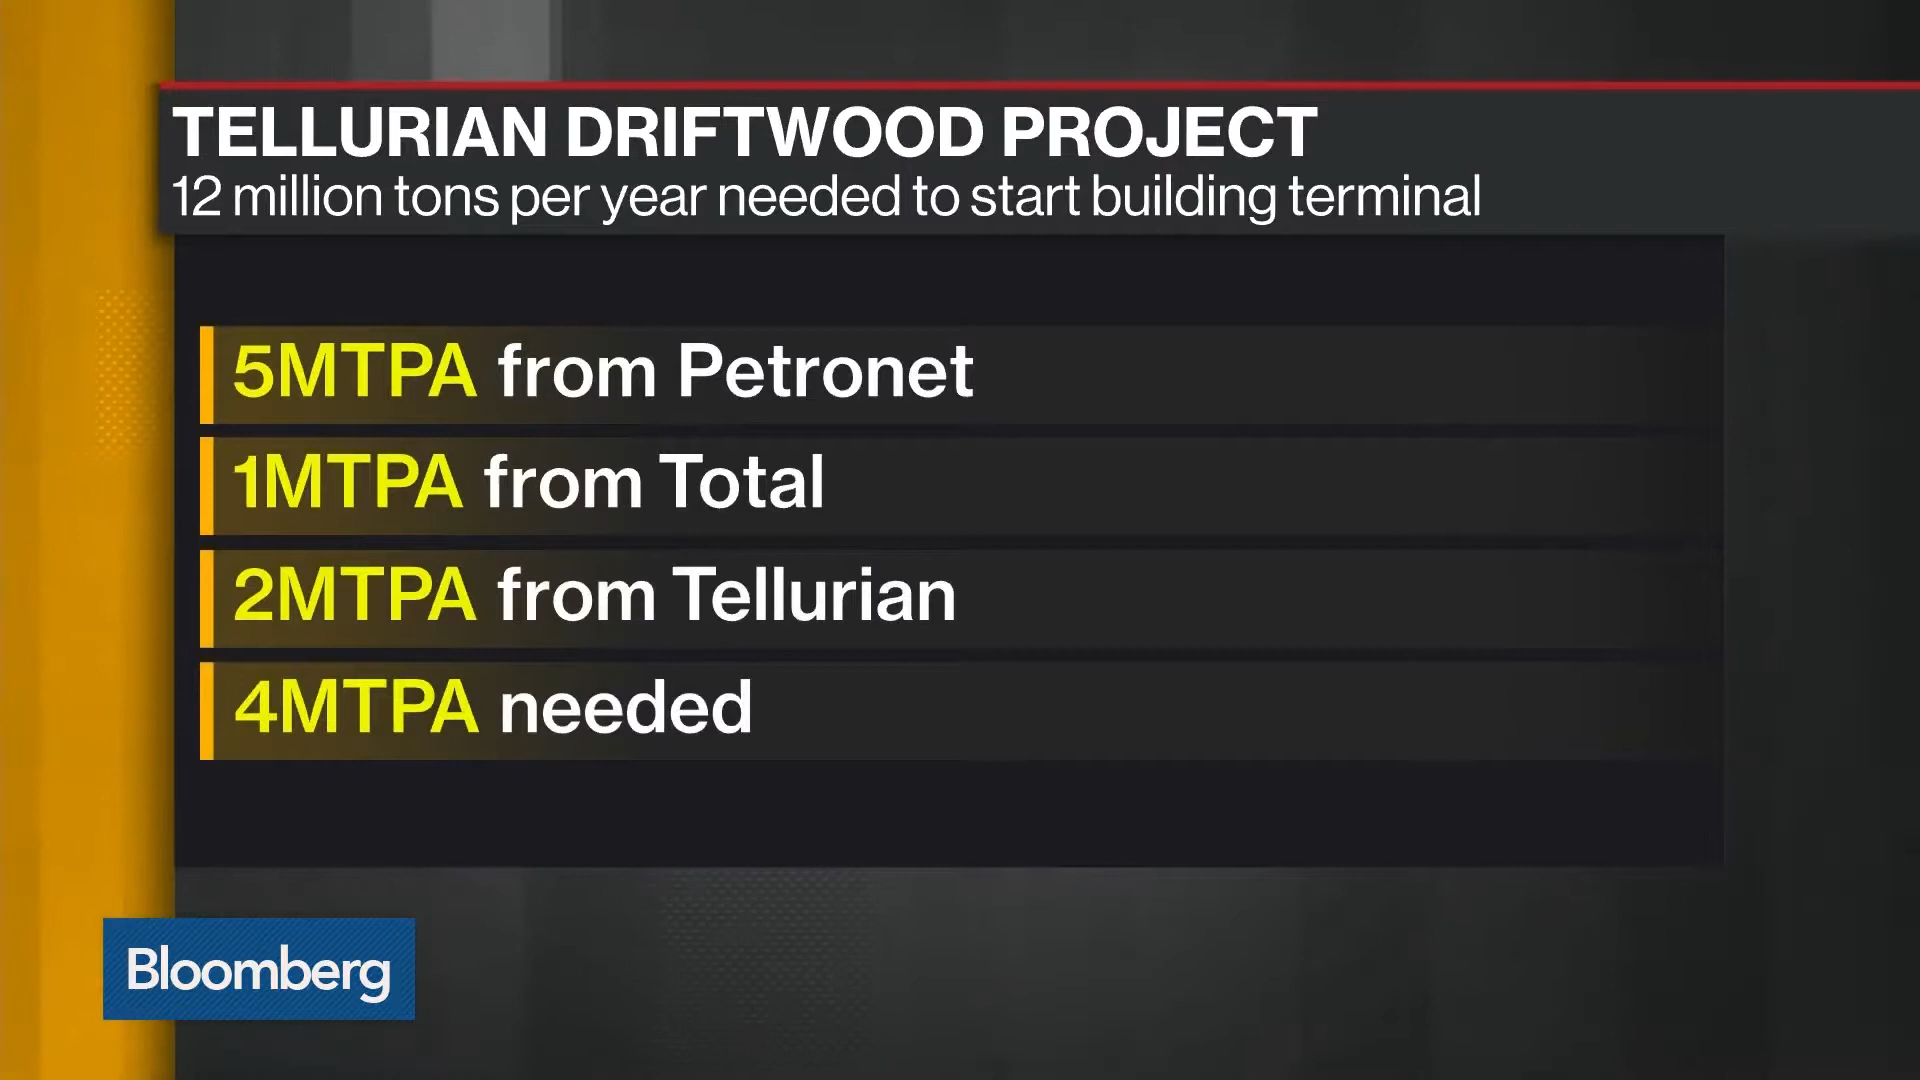 TELLURIAN DRIFTWOOD PROJECT
12 million tons per year needed to start building terminal
5MTPA from Petronet
1MTPA from Total
2MTPA from Tellurian
4MTPA needed
Bloomberg